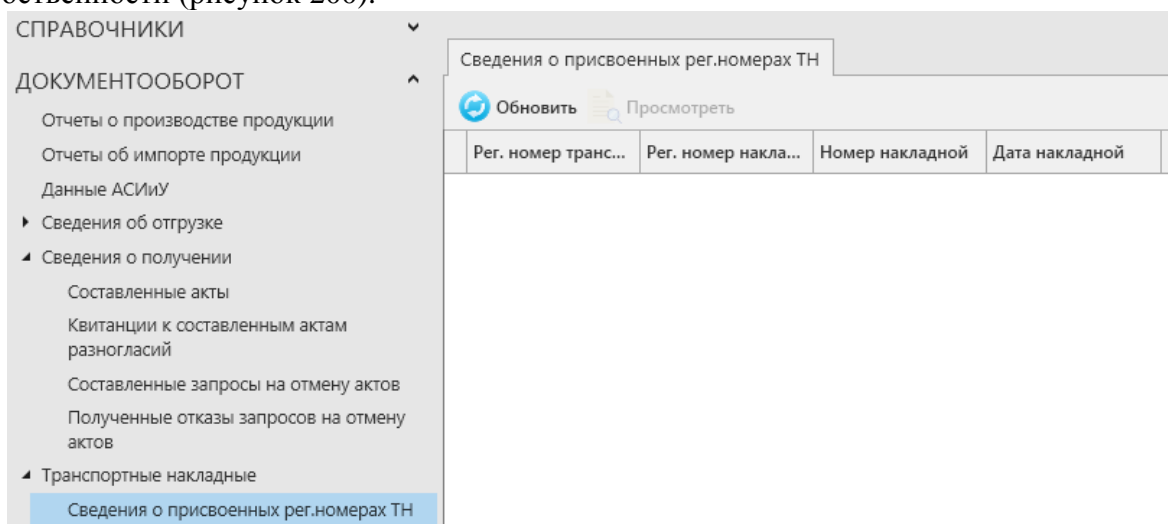 (рисунок 200).
СПРАВОЧНИКИ
ДОКУМЕНТООБОРОТ
Отчеты о производстве продукции
Отчеты об импорте продукции
Данные АСИиУ
Сведения об отгрузке
Сведения о получении
Составленные акты
Квитанции к составленным актам
разногласий
Составленные запросы на отмену актов
Полученные отказы запросов на отмену
актов
Транспортные накладные
Сведения о присвоенных рег.номерах ТН
Сведения о присвоенных рег.номерах ТН
Обновить Просмотреть
Рег. номер транс... Рег. номер накла... Номер накладной Дата накладной